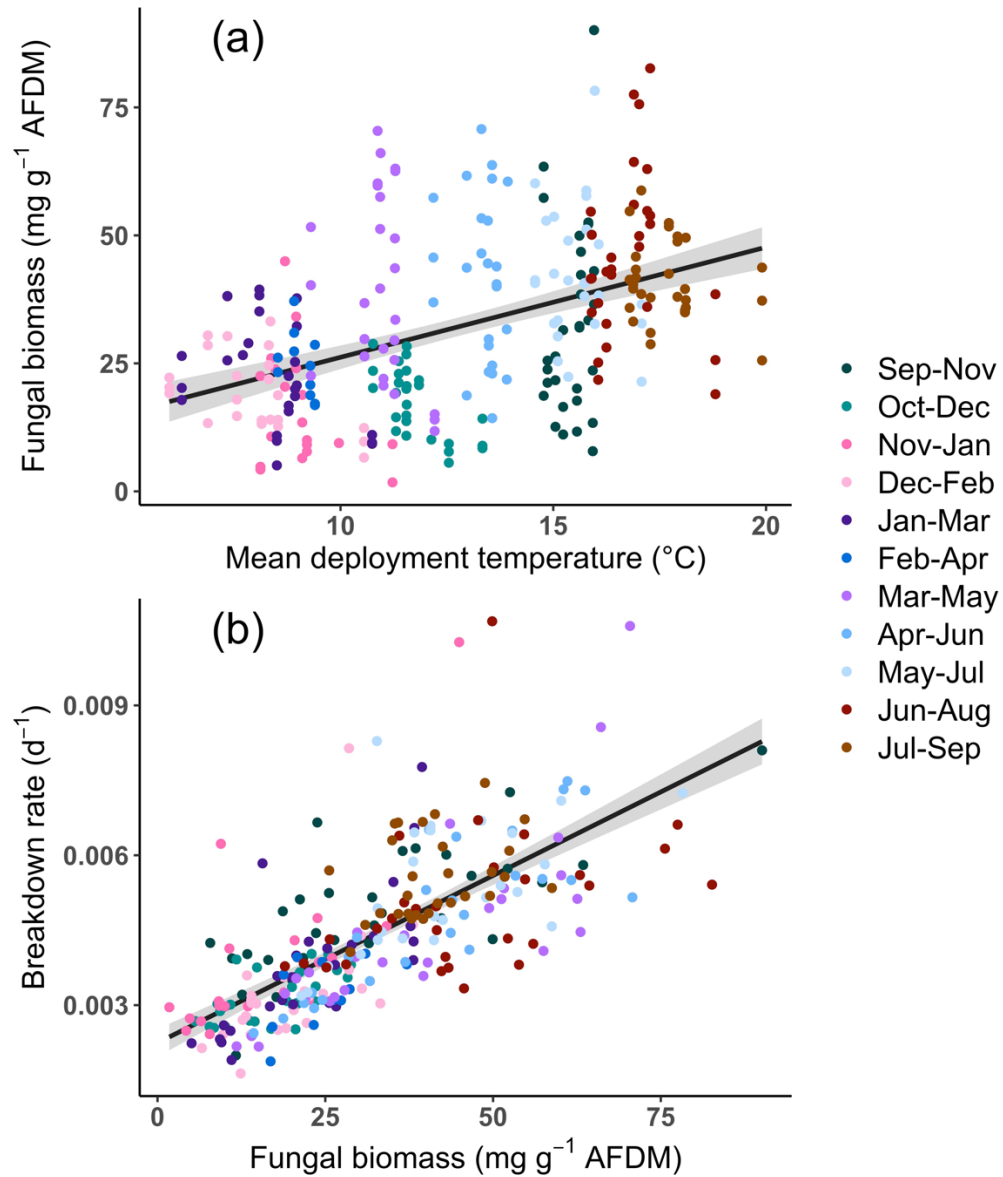 (a)
Fungal biomass (mg g⁻¹ AFDM)
75
50
25
0
10
15
20
Mean deployment temperature (°C)
(b)
Breakdown rate (d⁻¹)
0.009
0.006
0.003
0
25
50
75
Fungal biomass (mg g⁻¹ AFDM)
Sep-Nov
Oct-Dec
Nov-Jan
Dec-Feb
Jan-Mar
Feb-Apr
Mar-May
Apr-Jun
May-Jul
Jun-Aug
Jul-Sep